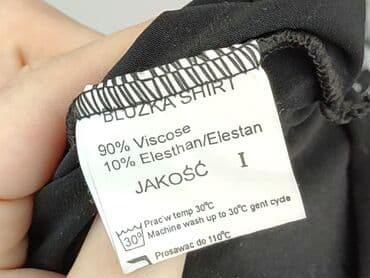 BLUZKA SHIRT
90% Viscose
10% Elesthan/Elestan
JAKOŚĆ I
Prać w temp 30°C
30° Machine wash up to 30°C gent cycle
Prosawac do 110°C